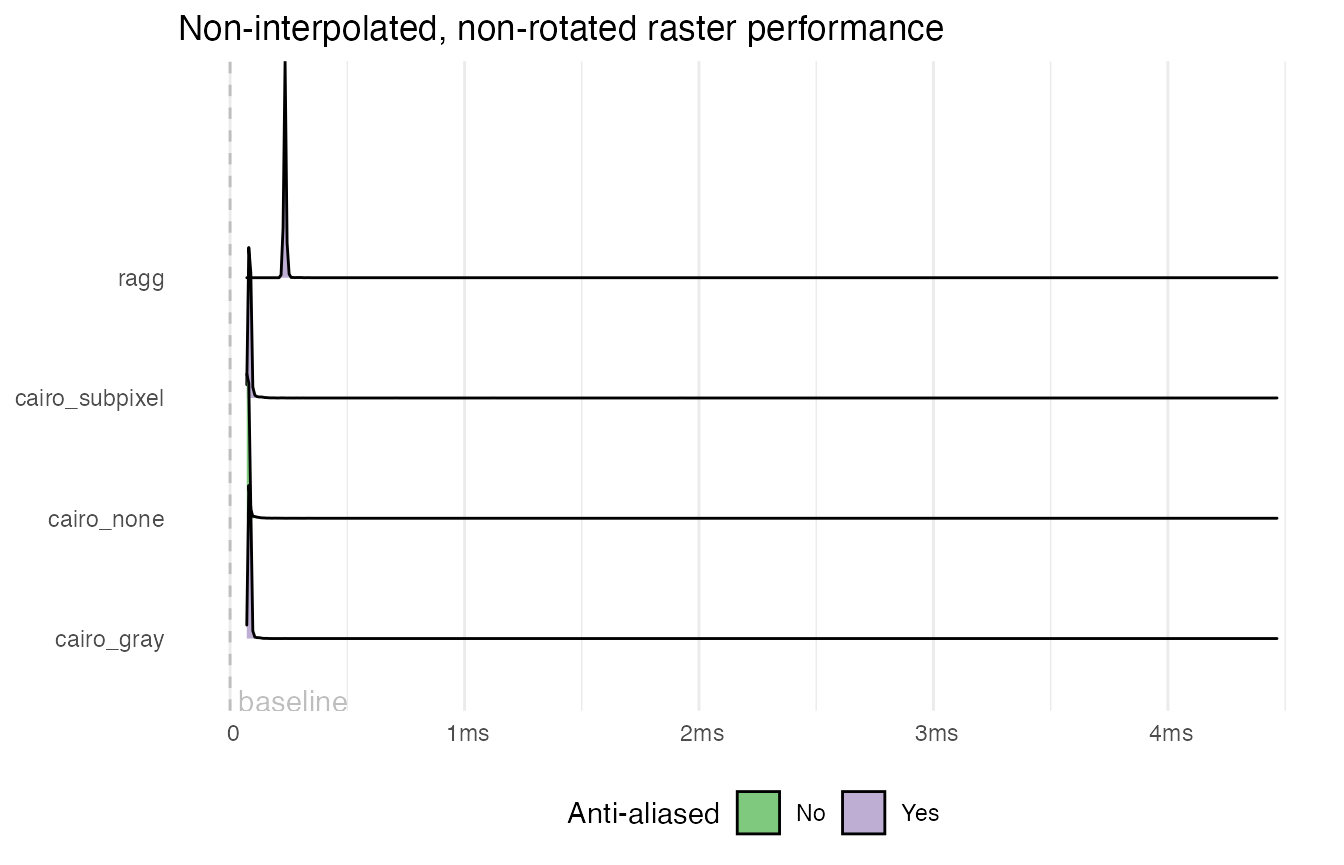 Non-interpolated, non-rotated raster performance
ragg
cairo_subpixel
cairo_none
cairo_gray
baseline
0 1ms 2ms 3ms 4ms
Anti-aliased No Yes